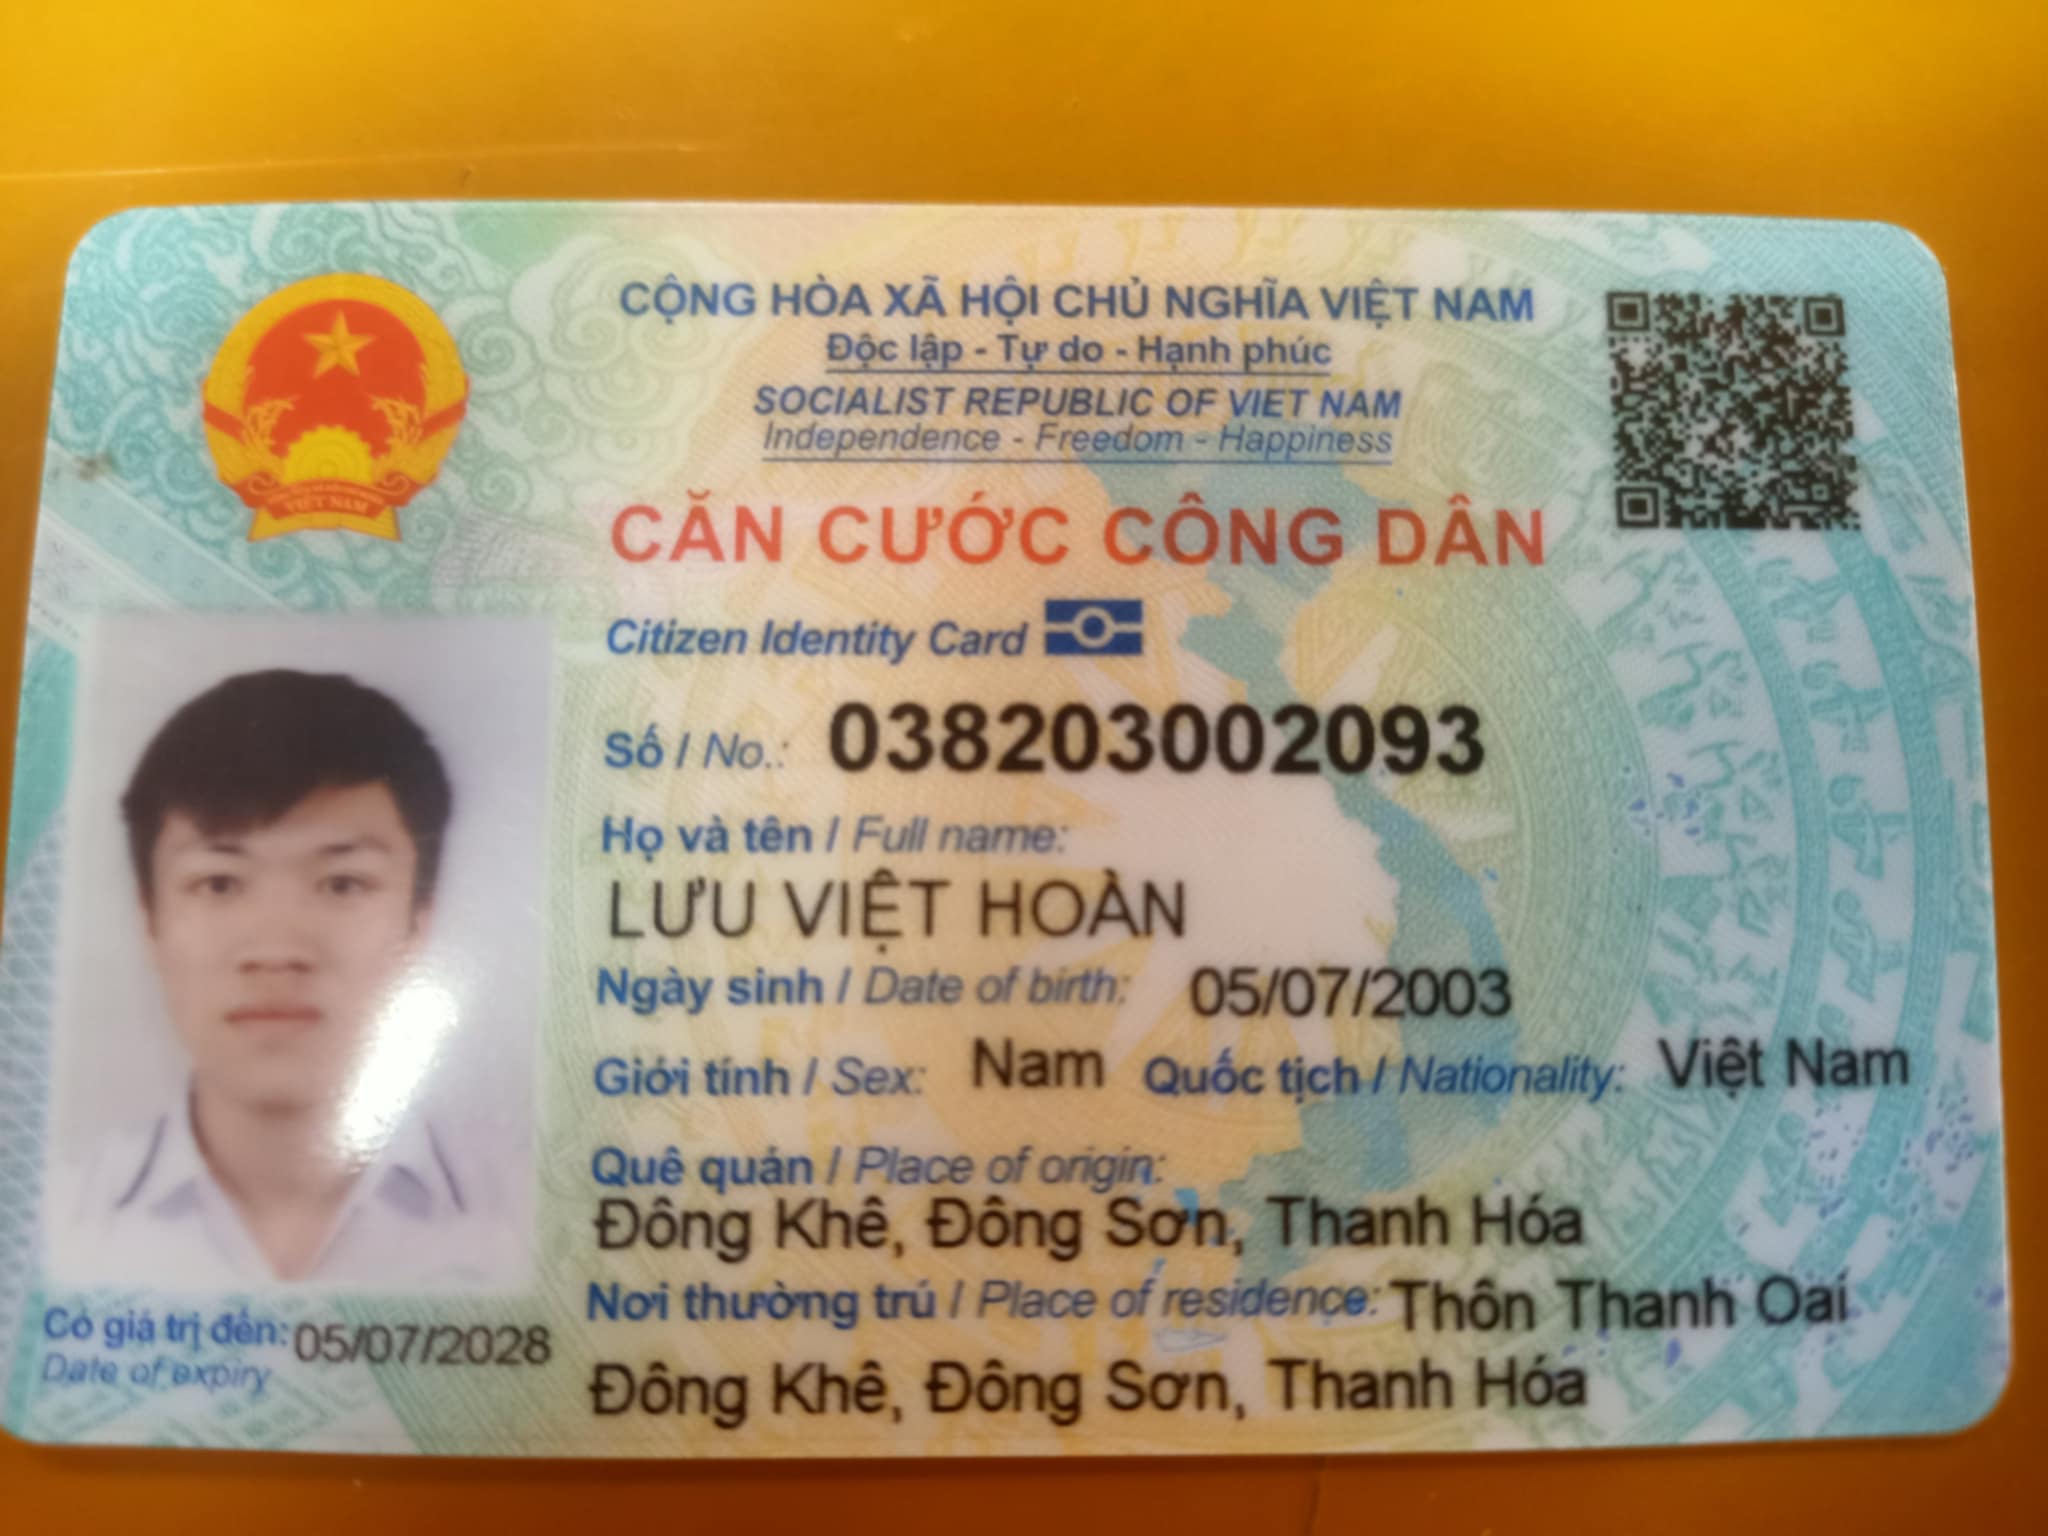 CỘNG HÒA XÃ HỘI CHỦ NGHĨA VIỆT NAM
Độc lập - Tự do - Hạnh phúc
SOCIALIST REPUBLIC OF VIET NAM
Independence - Freedom - Happiness
VIỆT NAM
CĂN CƯỚC CÔNG DÂN
Citizen Identity Card
Số / No.: 038203002093
Họ và tên / Full name:
LƯU VIỆT HOÀN
Ngày sinh / Date of birth: 05/07/2003
Giới tính / Sex: Nam Quốc tịch / Nationality: Việt Nam
Quê quán / Place of origin:
Đông Khê, Đông Sơn, Thanh Hóa
Nơi thường trú / Place of residence: Thôn Thanh Oai
Đông Khê, Đông Sơn, Thanh Hóa
Có giá trị đến: 05/07/2028
Date of expiry